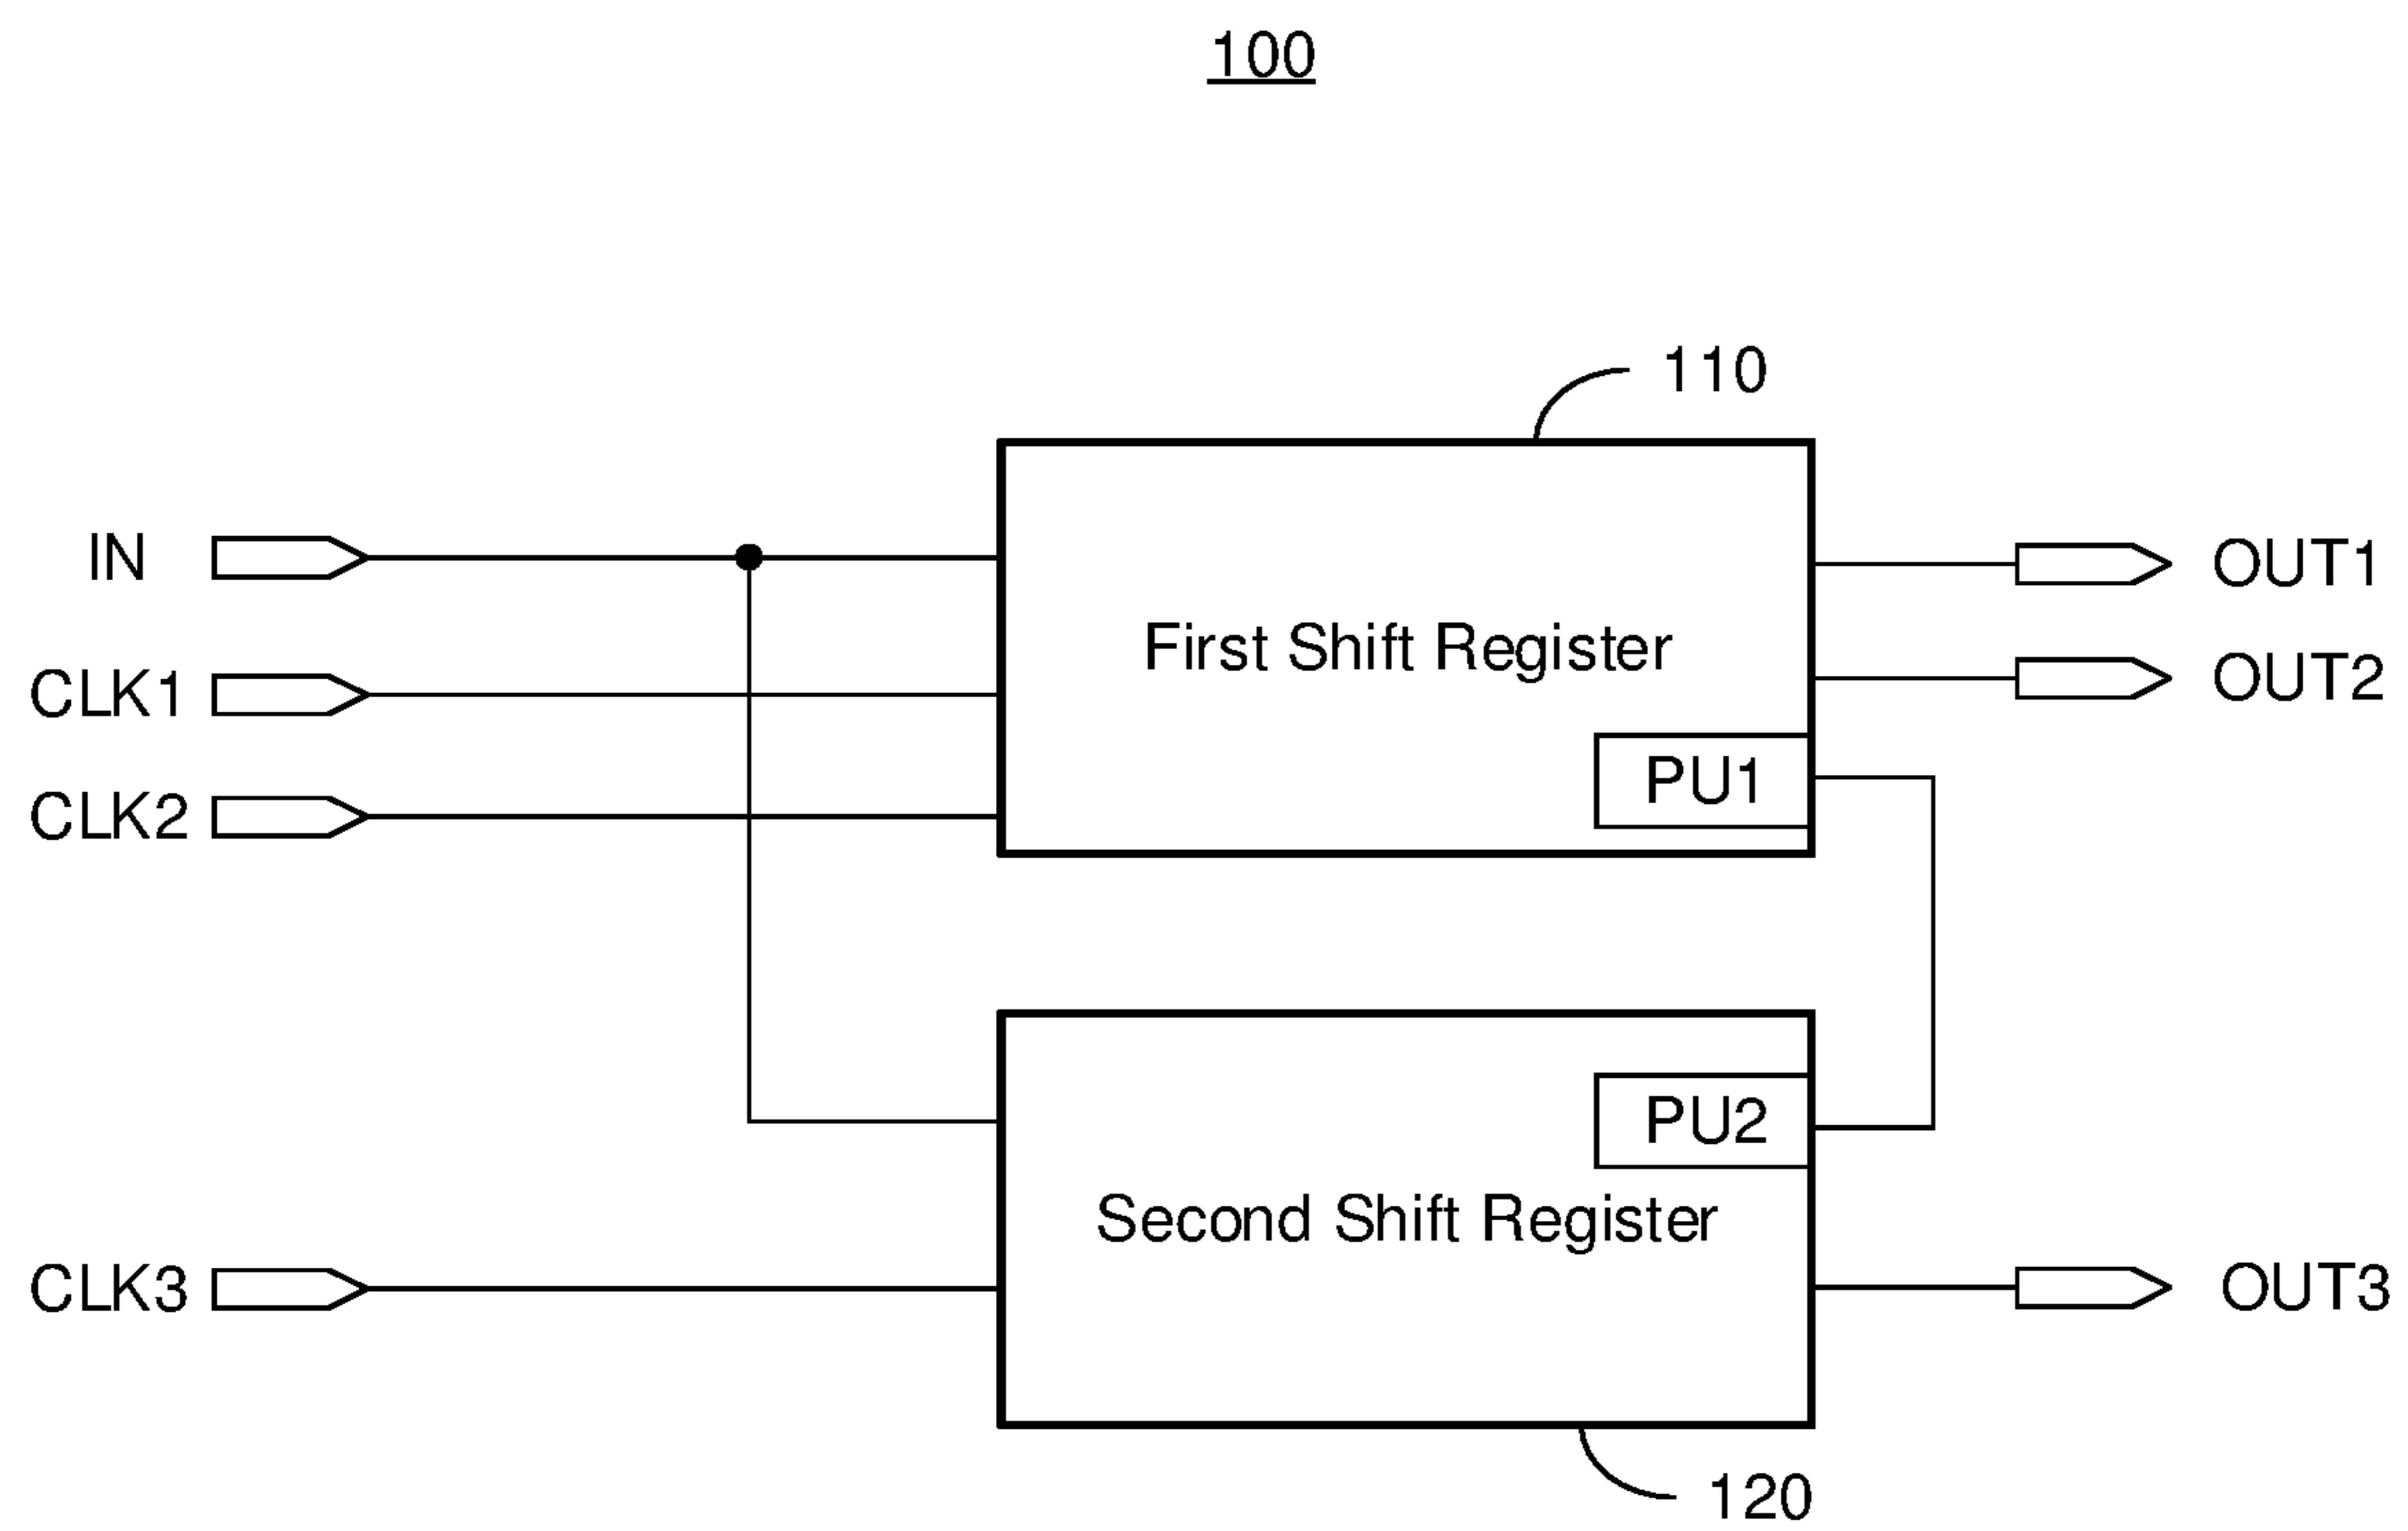 100
110
IN
OUT1
First Shift Register
CLK1
OUT2
PU1
CLK2
PU2
Second Shift Register
CLK3
OUT3
120